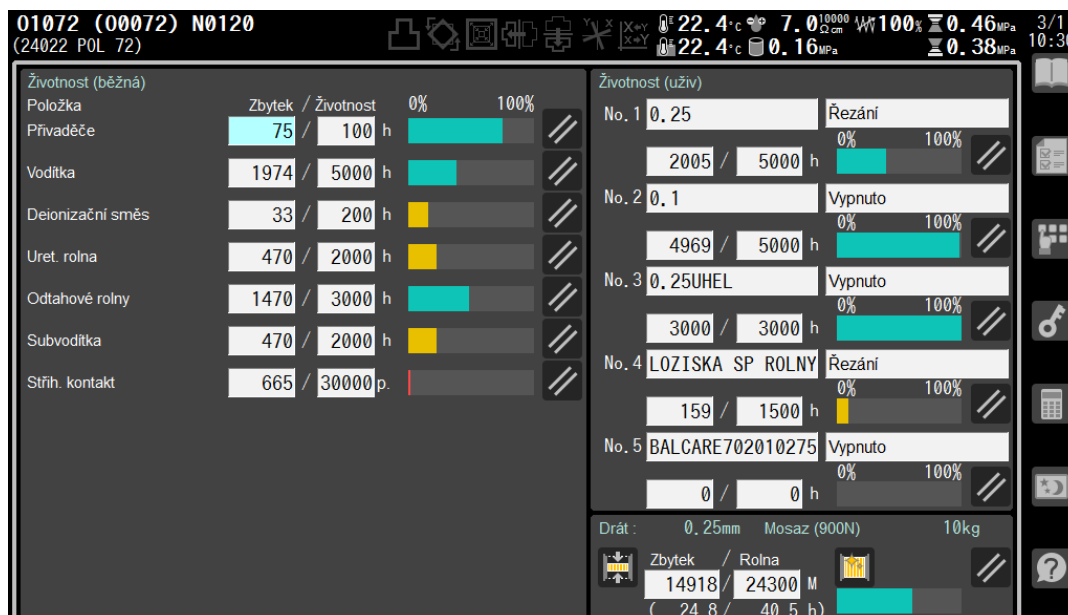 O1072 (O0072) N0120
(24022 POL 72)
22.4°c 7.0 10000 Ωcm 100% 0.46MPa 3/1
22.4°c 0.16MPa 0.38MPa 10:30
Životnost (běžná)
Položka Zbytek / Životnost 0% 100%
Přivaděče 75 / 100 h
Vodítka 1974 / 5000 h
Deionizační směs 33 / 200 h
Uret. rolna 470 / 2000 h
Odtahové rolny 1470 / 3000 h
Subvodítka 470 / 2000 h
Střih. kontakt 665 / 30000 p.
Životnost (uživ)
No. 1 0.25 Řezání
0% 100%
2005 / 5000 h
No. 2 0.1 Vypnuto
0% 100%
4969 / 5000 h
No. 3 0.25UHEL Vypnuto
0% 100%
3000 / 3000 h
No. 4 LOZISKA SP ROLNY Řezání
0% 100%
159 / 1500 h
No. 5 BALCARE702010275 Vypnuto
0% 100%
0 / 0 h
Drát : 0.25mm Mosaz (900N) 10kg
Zbytek / Rolna
14918 / 24300 M
( 24.8 / 40.5 h)